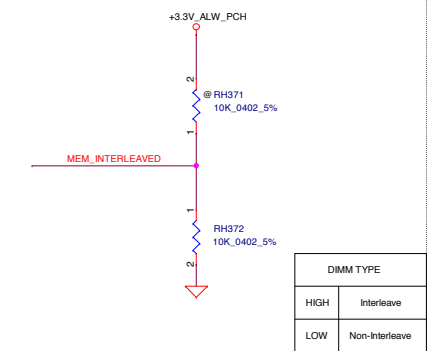 +3.3V_ALW_PCH
2
@ RH371
10K_0402_5%
1
MEM_INTERLEAVED
1
RH372
10K_0402_5%
2
DIMM TYPE
HIGH Interleave
LOW Non-Interleave